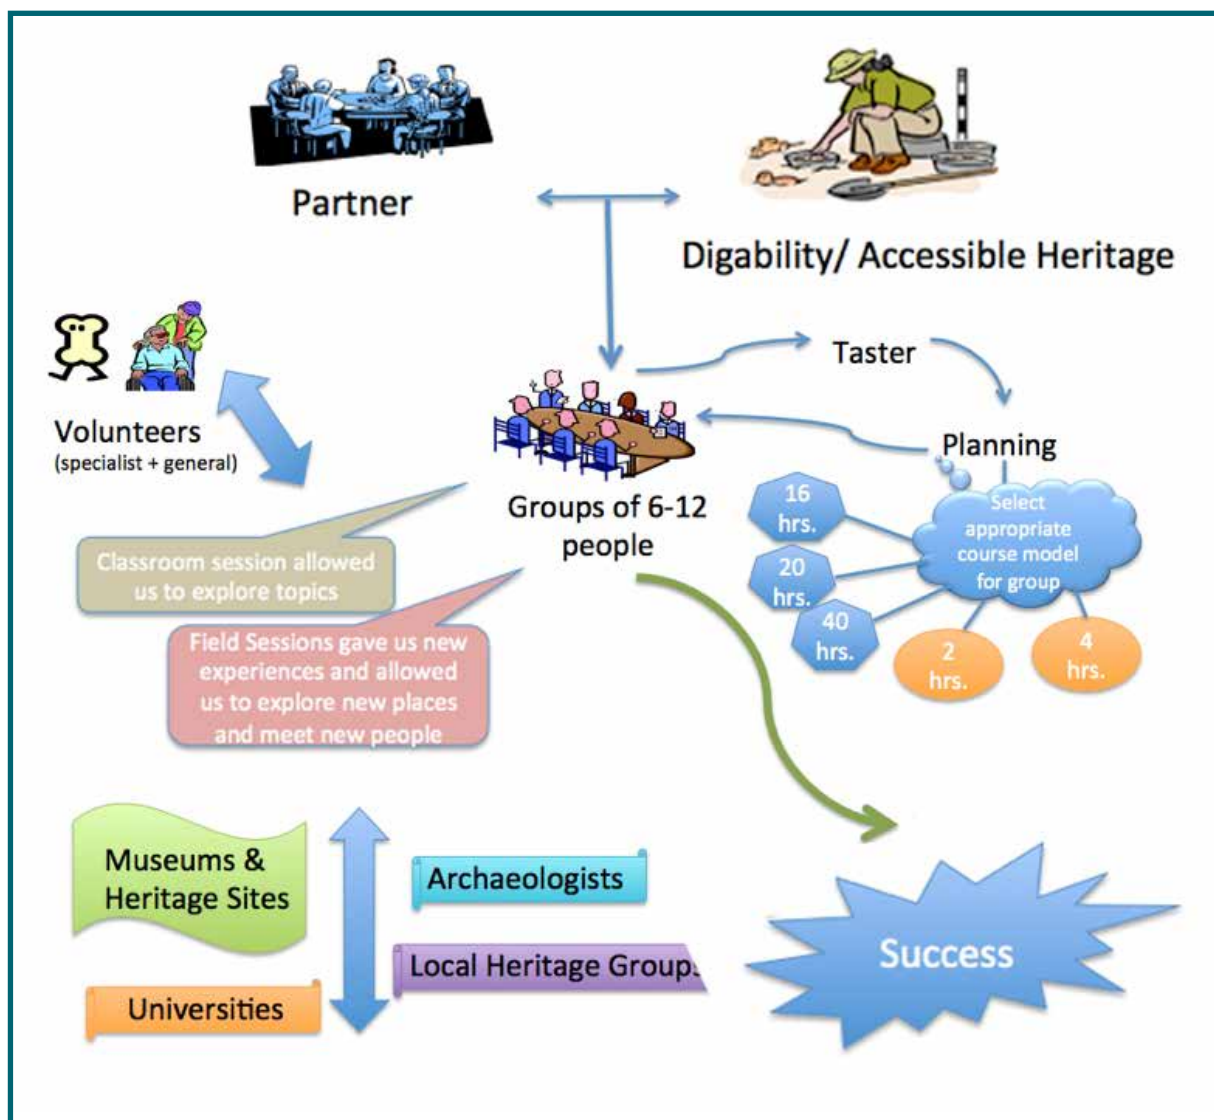 Partner
Digability/ Accessible Heritage
Taster
Volunteers
(specialist + general)
Planning
Groups of 6-12
people
16
hrs.
20
hrs.
40
hrs.
2
hrs.
4
hrs.
Select
appropriate
course model
for group
Classroom session allowed
us to explore topics
Field Sessions gave us new
experiences and allowed
us to explore new places
and meet new people
Museums &
Heritage Sites
Archaeologists
Local Heritage Groups
Universities
Success